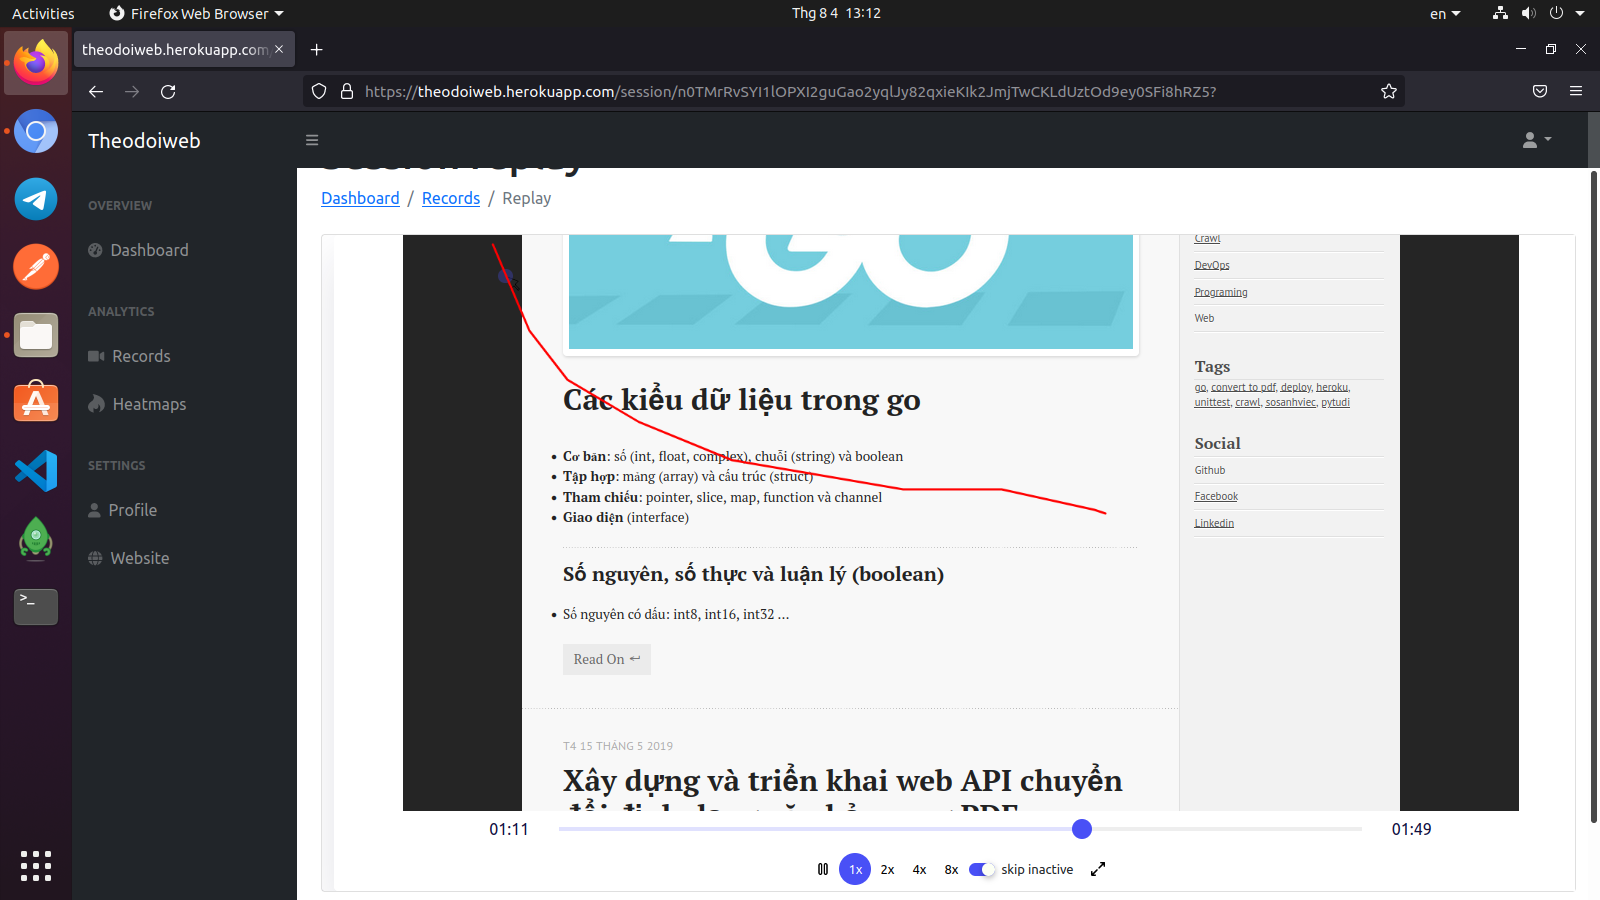 Activities
Firefox Web Browser
Thg 8 4 13:12
en
theodoiweb.herokuapp.com
https://theodoiweb.herokuapp.com/session/n0TMrRvSYI1lOPXI2guGao2yqlJy82qxieKIk2JmjTwCKLdUztOd9ey0SFi8hRZ5?
Theodoiweb
OVERVIEW
Dashboard
ANALYTICS
Records
Heatmaps
SETTINGS
Profile
Website
Session replay
Dashboard / Records / Replay
GO
Các kiểu dữ liệu trong go
• Cơ bản: số (int, float, complex), chuỗi (string) và boolean
• Tập hợp: mảng (array) và cấu trúc (struct)
• Tham chiếu: pointer, slice, map, function và channel
• Giao diện (interface)
Số nguyên, số thực và luận lý (boolean)
• Số nguyên có dấu: int8, int16, int32 ...
Read On ↩
T4 15 THÁNG 5 2019
Xây dựng và triển khai web API chuyển
Crawl
DevOps
Programing
Web
Tags
go, convert to pdf, deploy, heroku,
unittest, crawl, sosanhviec, pytudi
Social
Github
Facebook
Linkedin
01:11
01:49
1x 2x 4x 8x skip inactive